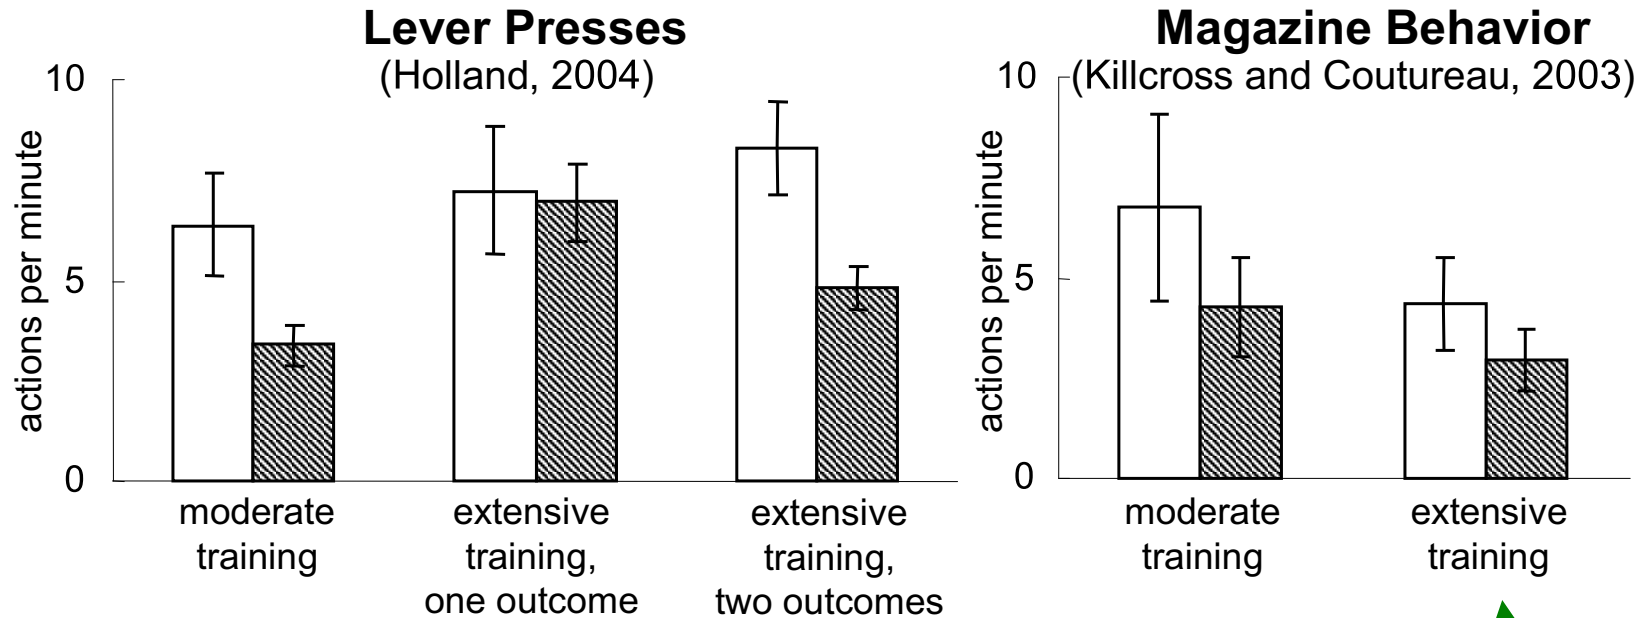 Lever Presses
(Holland, 2004)
actions per minute
10
5
0
moderate
training
extensive
training,
one outcome
extensive
training,
two outcomes
Magazine Behavior
(Killcross and Coutureau, 2003)
actions per minute
10
5
0
moderate
training
extensive
training